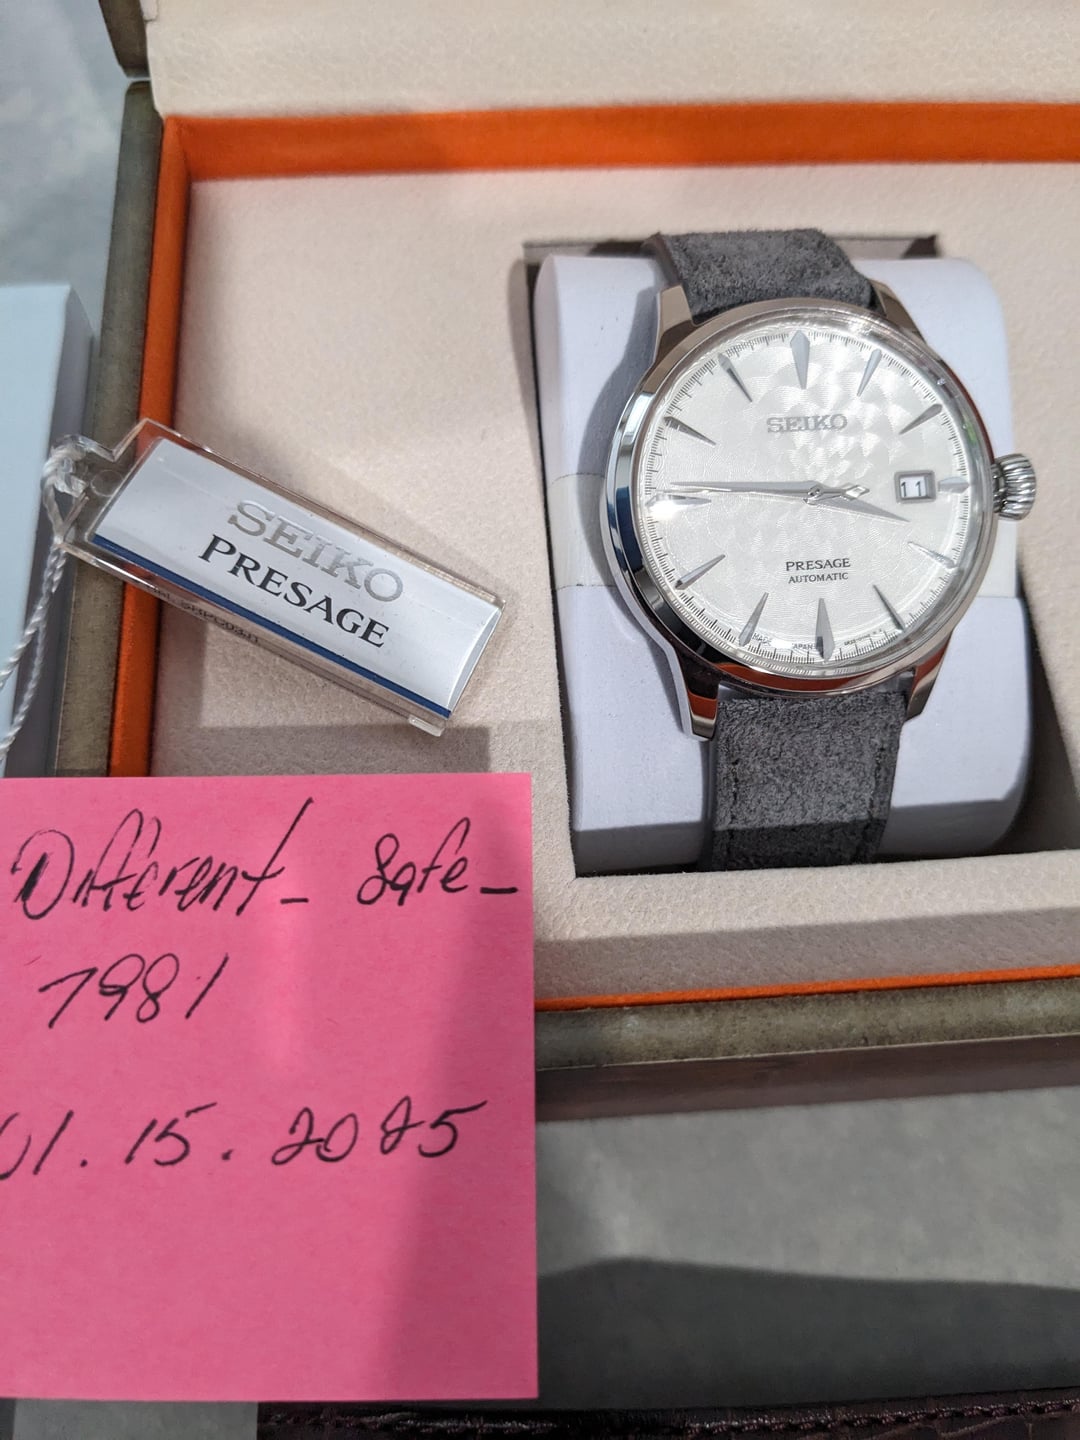 SEIKO
11
PRESAGE
AUTOMATIC
SEIKO
PRESAGE
Different_ Safe_
7981
01.15.2025